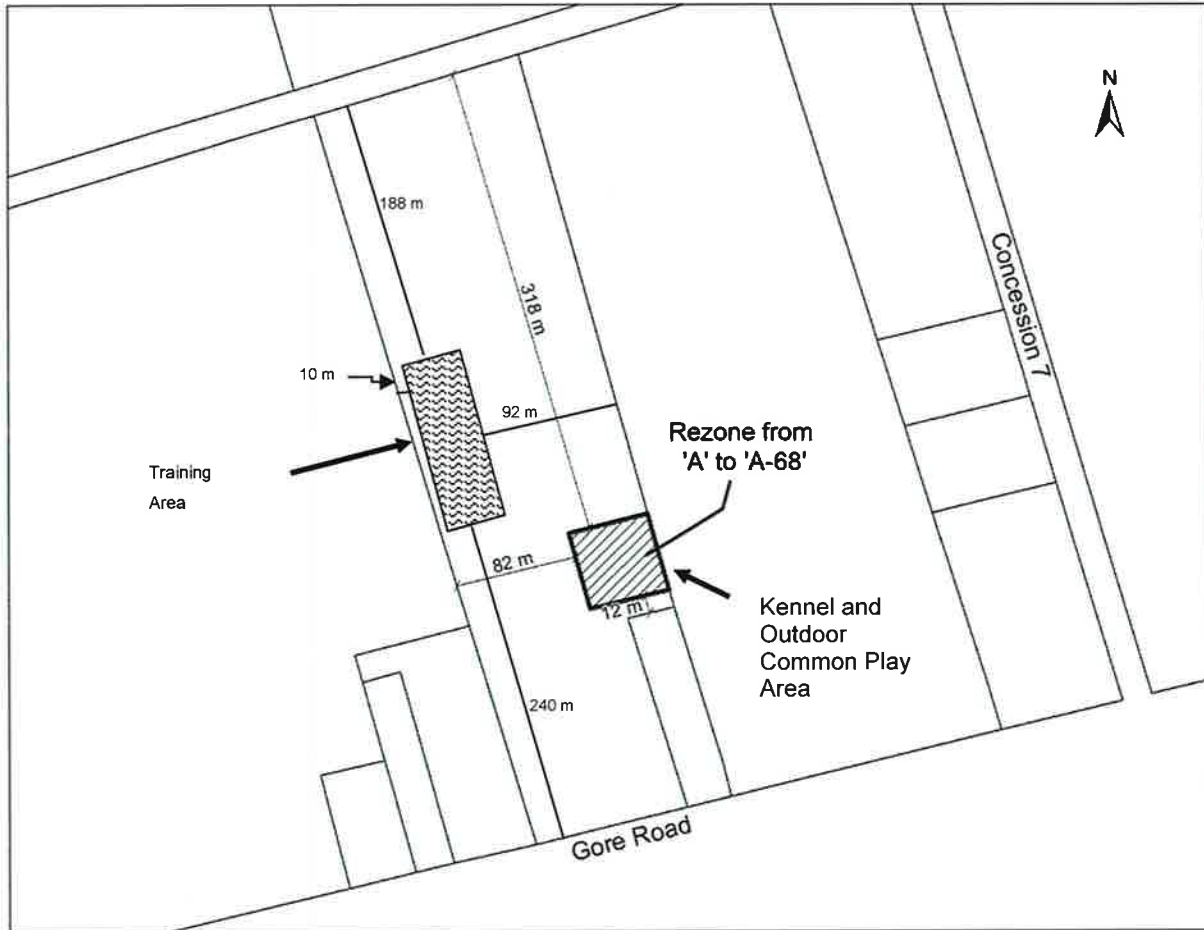 N
188 m
318 m
Concession 7
10 m
92 m
Rezone from
'A' to 'A-68'
Training
Area
82 m
12 m
Kennel and
Outdoor
Common Play
Area
240 m
Gore Road